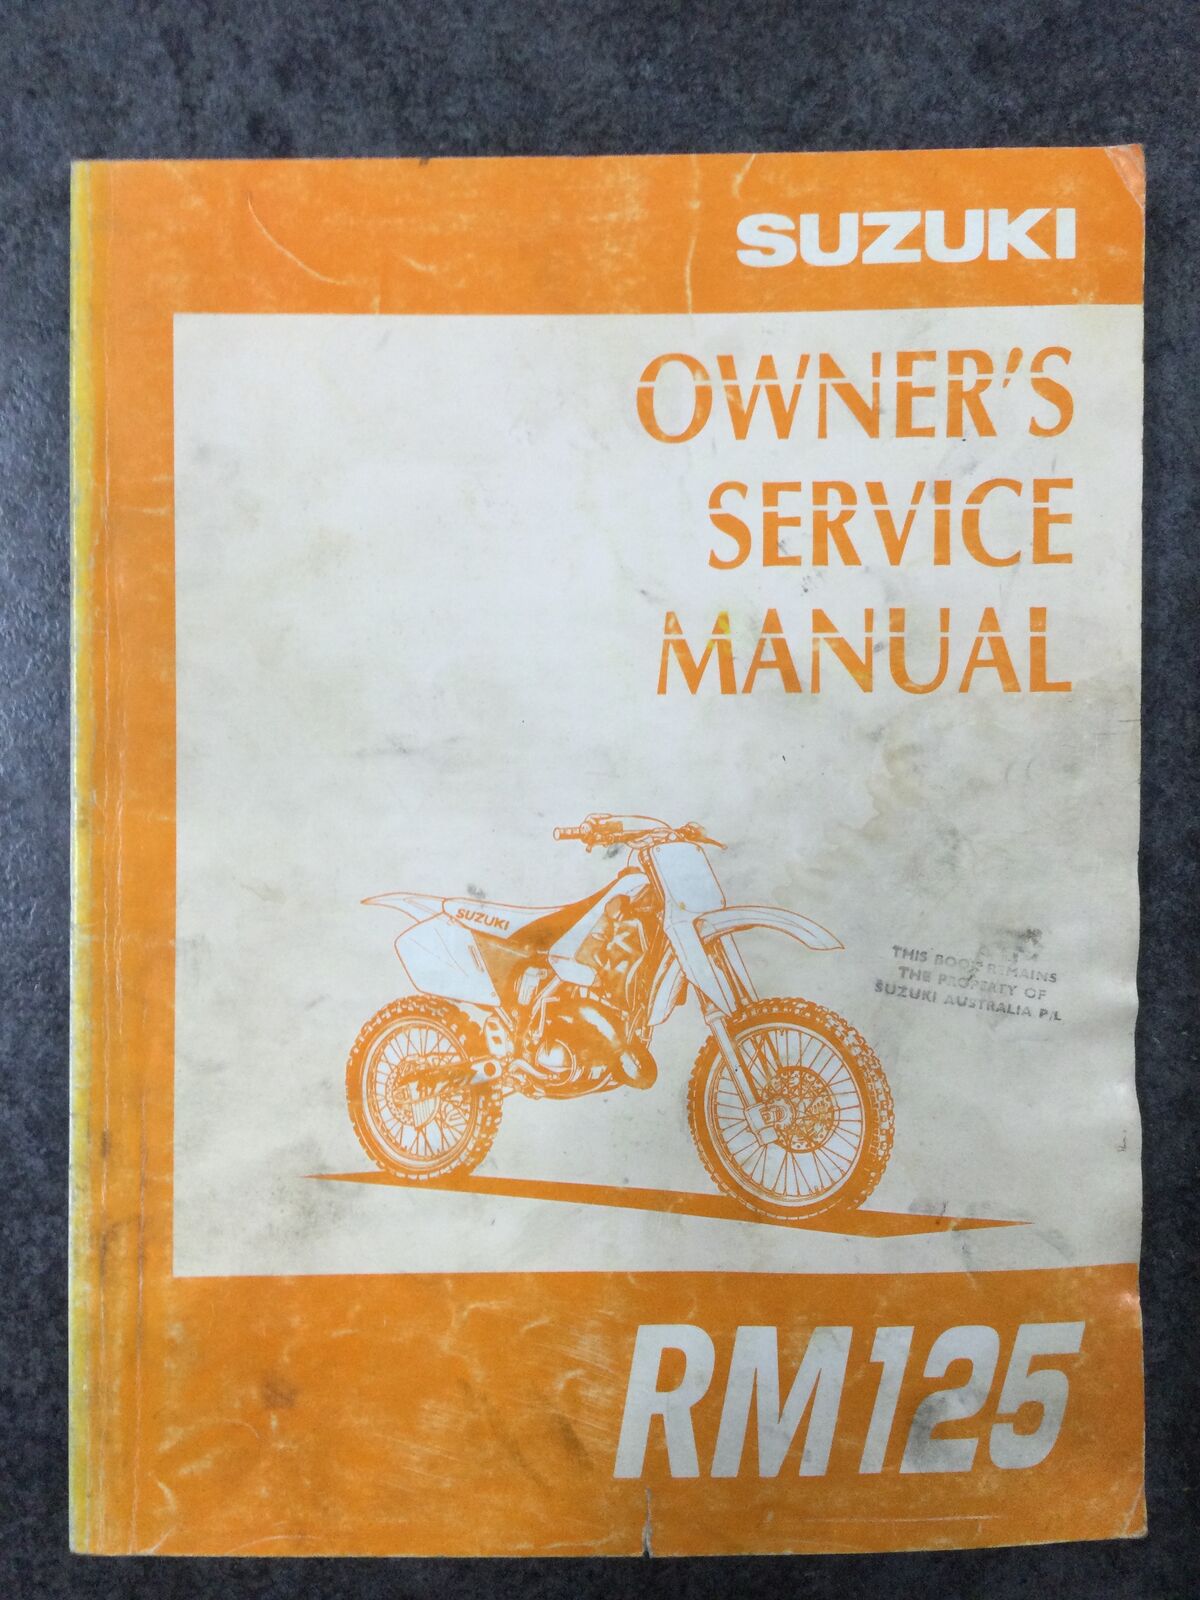 SUZUKI
OWNER'S
SERVICE
MANUAL
SUZUKI
THIS BOOK REMAINS
THE PROPERTY OF
SUZUKI AUSTRALIA P/L
RM125